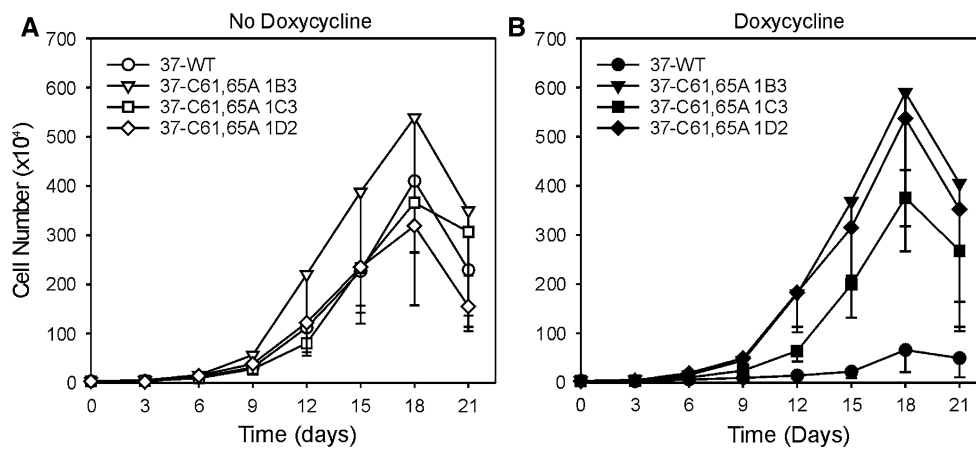 A
No Doxycycline
700
600
500
400
300
200
100
0
Cell Number (x10⁴)
37-WT
37-C61,65A 1B3
37-C61,65A 1C3
37-C61,65A 1D2
0 3 6 9 12 15 18 21
Time (days)
B
Doxycycline
700
600
500
400
300
200
100
0
37-WT
37-C61,65A 1B3
37-C61,65A 1C3
37-C61,65A 1D2
0 3 6 9 12 15 18 21
Time (Days)